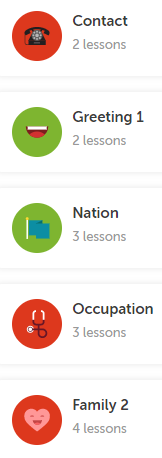 Contact
2 lessons
Greeting 1
2 lessons
Nation
3 lessons
Occupation
3 lessons
Family 2
4 lessons